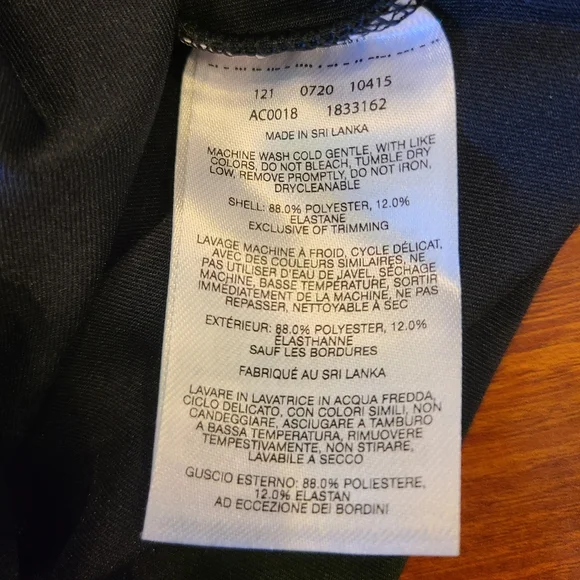 121 0720 10415
AC0018 1833162
MADE IN SRI LANKA
MACHINE WASH COLD GENTLE, WITH LIKE
COLORS, DO NOT BLEACH, TUMBLE DRY
LOW, REMOVE PROMPTLY, DO NOT IRON,
DRYCLEANABLE
SHELL: 88.0% POLYESTER, 12.0%
ELASTANE
EXCLUSIVE OF TRIMMING
LAVAGE MACHINE À FROID, CYCLE DÉLICAT,
AVEC DES COULEURS SIMILAIRES, NE
PAS UTILISER D'EAU DE JAVEL, SÉCHAGE
MACHINE, BASSE TEMPÉRATURE, SORTIR
IMMÉDIATEMENT DE LA MACHINE, NE PAS
REPASSER, NETTOYABLE À SEC
EXTÉRIEUR: 88.0% POLYESTER, 12.0%
ÉLASTHANNE
SAUF LES BORDURES
FABRIQUÉ AU SRI LANKA
LAVARE IN LAVATRICE IN ACQUA FREDDA,
CICLO DELICATO, CON COLORI SIMILI, NON
CANDEGGIARE, ASCIUGARE A TAMBURO
A BASSA TEMPERATURA, RIMUOVERE
TEMPESTIVAMENTE, NON STIRARE,
LAVABILE A SECCO
GUSCIO ESTERNO: 88.0% POLIESTERE,
12.0% ELASTAN
AD ECCEZIONE DEI BORDINI